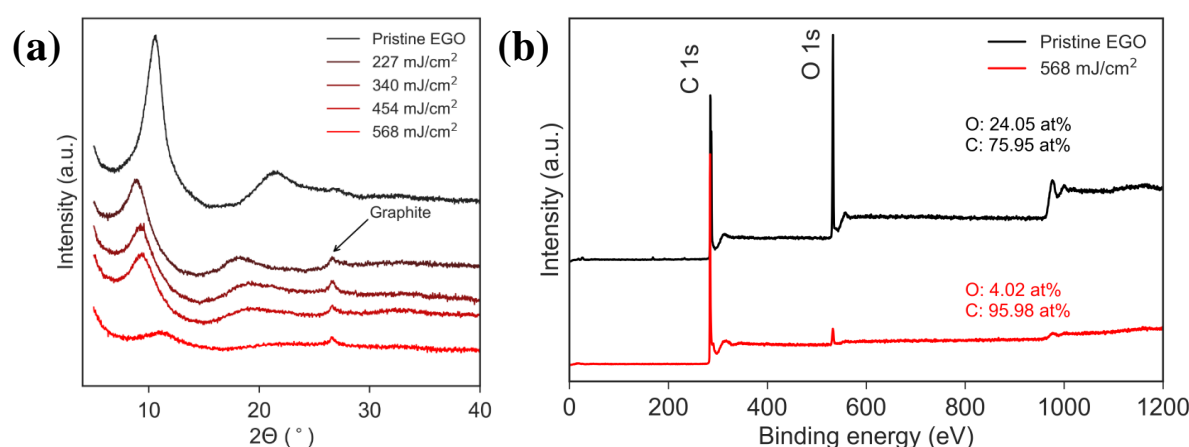 (a)
Pristine EGO
227 mJ/cm²
340 mJ/cm²
454 mJ/cm²
568 mJ/cm²
Graphite
Intensity (a.u.)
10
20
30
40
2Θ ( ° )
(b)
C 1s
O 1s
Pristine EGO
568 mJ/cm²
O: 24.05 at%
C: 75.95 at%
O: 4.02 at%
C: 95.98 at%
Intensity (a.u.)
0
200
400
600
800
1000
1200
Binding energy (eV)